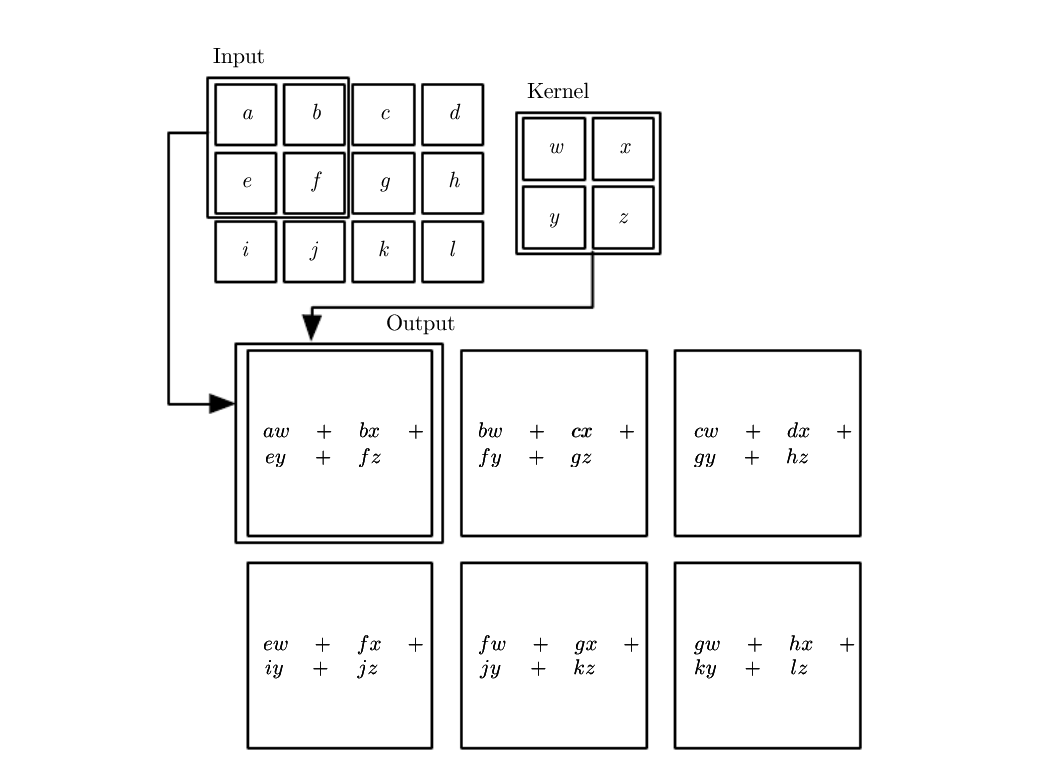 Input
Kernel
a b c d
w x
e f g h
y z
i j k l
Output
aw + bx +
ey + fz
bw + cx +
fy + gz
cw + dx +
gy + hz
ew + fx +
iy + jz
fw + gx +
jy + kz
gw + hx +
ky + lz